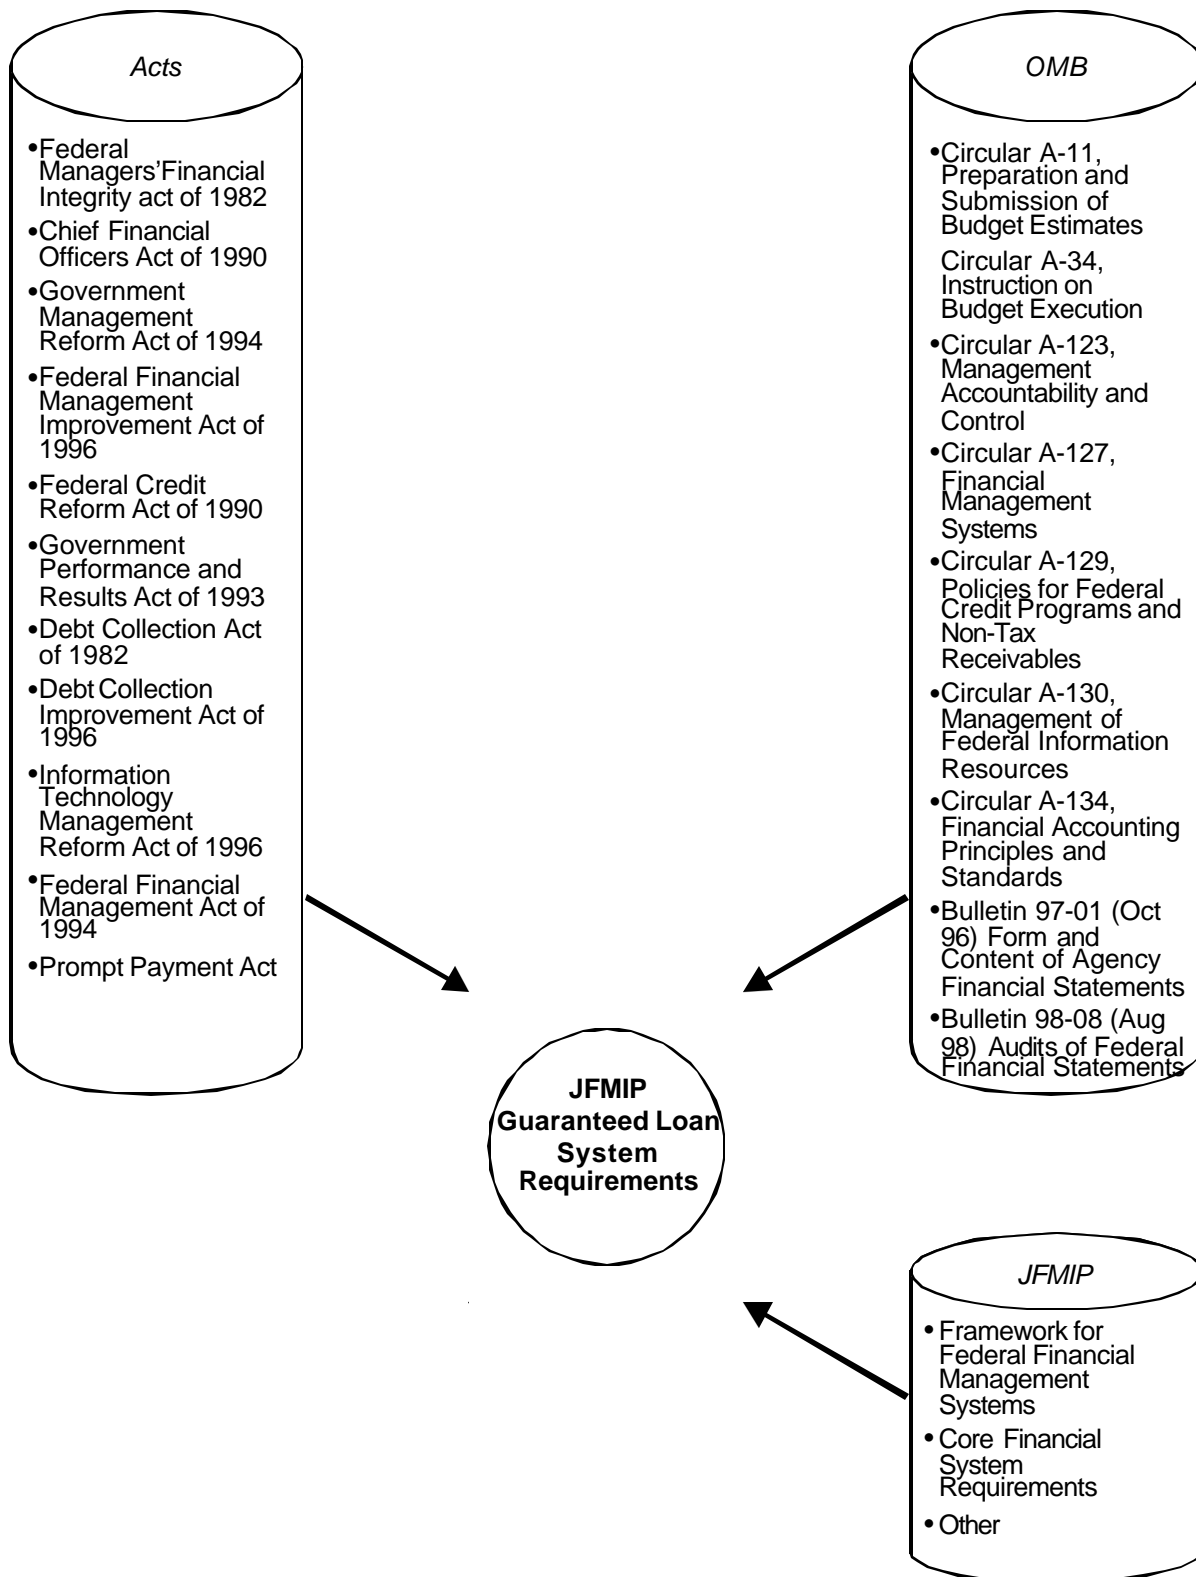 Acts
•Federal
Managers’Financial
Integrity act of 1982
•Chief Financial
Officers Act of 1990
•Government
Management
Reform Act of 1994
•Federal Financial
Management
Improvement Act of
1996
•Federal Credit
Reform Act of 1990
•Government
Performance and
Results Act of 1993
•Debt Collection Act
of 1982
•Debt Collection
Improvement Act of
1996
•Information
Technology
Management
Reform Act of 1996
•Federal Financial
Management Act of
1994
•Prompt Payment Act
OMB
•Circular A-11,
Preparation and
Submission of
Budget Estimates
Circular A-34,
Instruction on
Budget Execution
•Circular A-123,
Management
Accountability and
Control
•Circular A-127,
Financial
Management
Systems
•Circular A-129,
Policies for Federal
Credit Programs and
Non-Tax
Receivables
•Circular A-130,
Management of
Federal Information
Resources
•Circular A-134,
Financial Accounting
Principles and
Standards
•Bulletin 97-01 (Oct
96) Form and
Content of Agency
Financial Statements
•Bulletin 98-08 (Aug
98) Audits of Federal
Financial Statements
JFMIP
Guaranteed Loan
System
Requirements
JFMIP
• Framework for
Federal Financial
Management
Systems
• Core Financial
System
Requirements
• Other